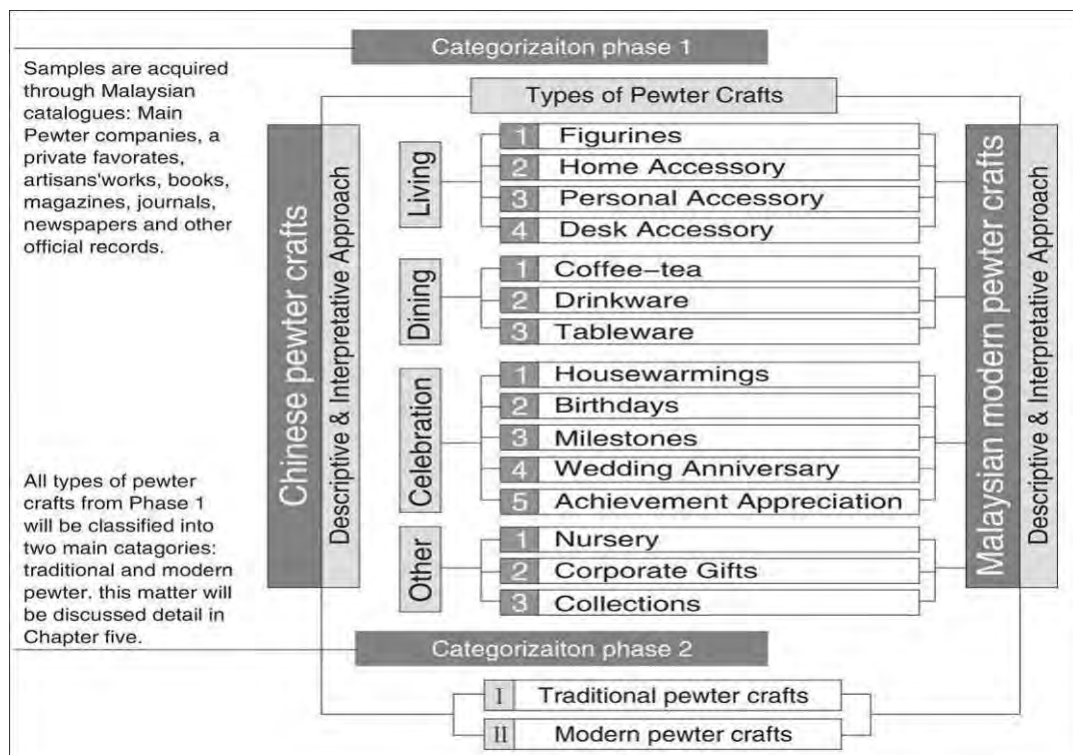 Categorizaiton phase 1
Samples are acquired
through Malaysian
catalogues: Main
Pewter companies, a
private favorates,
artisans'works, books,
magazines, journals,
newspapers and other
official records.
Types of Pewter Crafts
Chinese pewter crafts
Descriptive & Interpretative Approach
Living
1 Figurines
2 Home Accessory
3 Personal Accessory
4 Desk Accessory
Dining
1 Coffee-tea
2 Drinkware
3 Tableware
Celebration
1 Housewarmings
2 Birthdays
3 Milestones
4 Wedding Anniversary
5 Achievement Appreciation
Other
1 Nursery
2 Corporate Gifts
3 Collections
Malaysian modern pewter crafts
Descriptive & Interpretative Approach
All types of pewter
crafts from Phase 1
will be classified into
two main catagories:
traditional and modern
pewter. this matter will
be discussed detail in
Chapter five.
Categorizaiton phase 2
I Traditional pewter crafts
II Modern pewter crafts